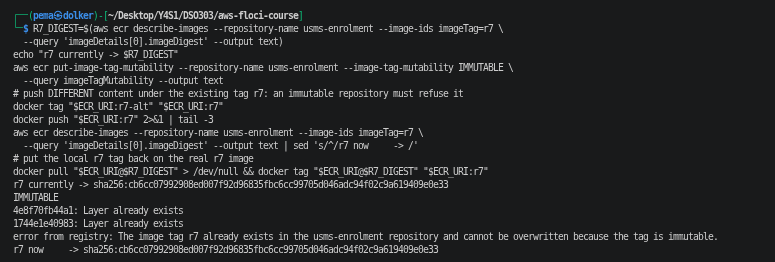 ┌──(pema㉿dolker)-[~/Desktop/Y4S1/DSO303/aws-floci-course]
└─$ R7_DIGEST=$(aws ecr describe-images --repository-name usms-enrolment --image-ids imageTag=r7 \
  --query 'imageDetails[0].imageDigest' --output text)
echo "r7 currently -> $R7_DIGEST"
aws ecr put-image-tag-mutability --repository-name usms-enrolment --image-tag-mutability IMMUTABLE \
  --query imageTagMutability --output text
# push DIFFERENT content under the existing tag r7: an immutable repository must refuse it
docker tag "$ECR_URI:r7-alt" "$ECR_URI:r7"
docker push "$ECR_URI:r7" 2>&1 | tail -3
aws ecr describe-images --repository-name usms-enrolment --image-ids imageTag=r7 \
  --query 'imageDetails[0].imageDigest' --output text | sed 's/^/r7 now     -> /'
# put the local r7 tag back on the real r7 image
docker pull "$ECR_URI@$R7_DIGEST" > /dev/null && docker tag "$ECR_URI@$R7_DIGEST" "$ECR_URI:r7"
r7 currently -> sha256:cb6cc07992908ed007f92d96835fbc6cc99705d046adc94f02c9a619409e0e33
IMMUTABLE
4e8f70fb44a1: Layer already exists
1744e1e40983: Layer already exists
error from registry: The image tag r7 already exists in the usms-enrolment repository and cannot be overwritten because the tag is immutable.
r7 now     -> sha256:cb6cc07992908ed007f92d96835fbc6cc99705d046adc94f02c9a619409e0e33